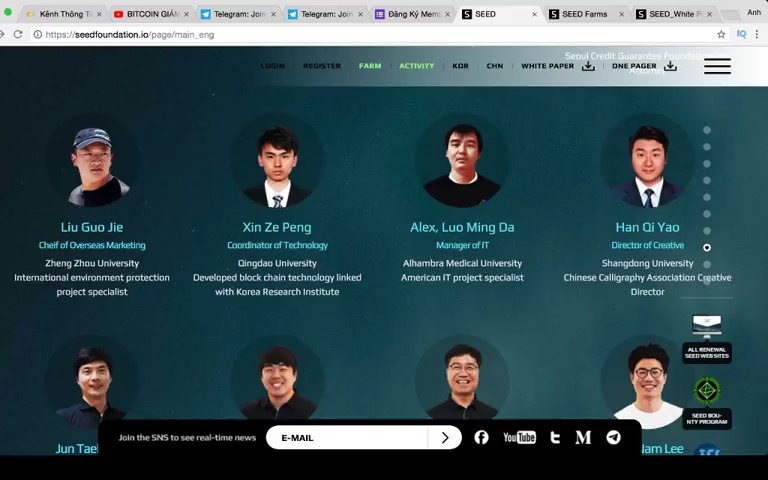 Kênh Thông Tấ
BITCOIN GIẢM
Telegram: Join
Telegram: Join
Đăng Ký Mem
SEED
SEED Farms
SEED_White P
Anh
https://seedfoundation.io/page/main_eng
Seoul Credit Guarantee Foundation
Attorney
LOGIN
REGISTER
FARM
ACTIVITY
KOR
CHN
WHITE PAPER
ONE PAGER
Liu Guo Jie
Cheif of Overseas Marketing
Zheng Zhou University
International environment protection
project specialist
Xin Ze Peng
Coordinator of Technology
Qingdao University
Developed block chain technology linked
with Korea Research Institute
Alex, Luo Ming Da
Manager of IT
Alhambra Medical University
American IT project specialist
Han Qi Yao
Director of Creative
Shangdong University
Chinese Calligraphy Association Creative
Director
ALL RENEWAL
SEED WEB SITES
SEED BOU-
NTY PROGRAM
Join the SNS to see real-time news
E-MAIL
YouTube
Jun Tae
Nam Lee